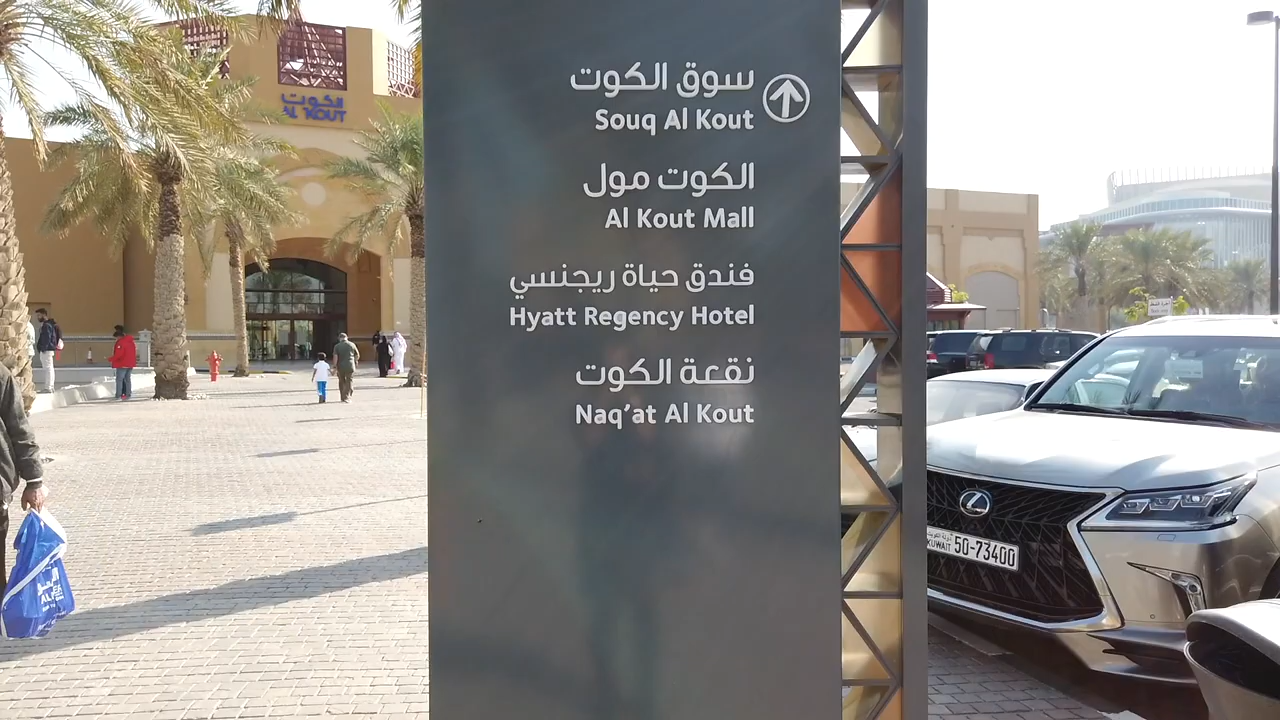 الكوت
AL KOUT
سوق الكوت
Souq Al Kout
الكوت مول
Al Kout Mall
فندق حياة ريجنسي
Hyatt Regency Hotel
نقعة الكوت
Naq'at Al Kout
KUWAIT 50-73400